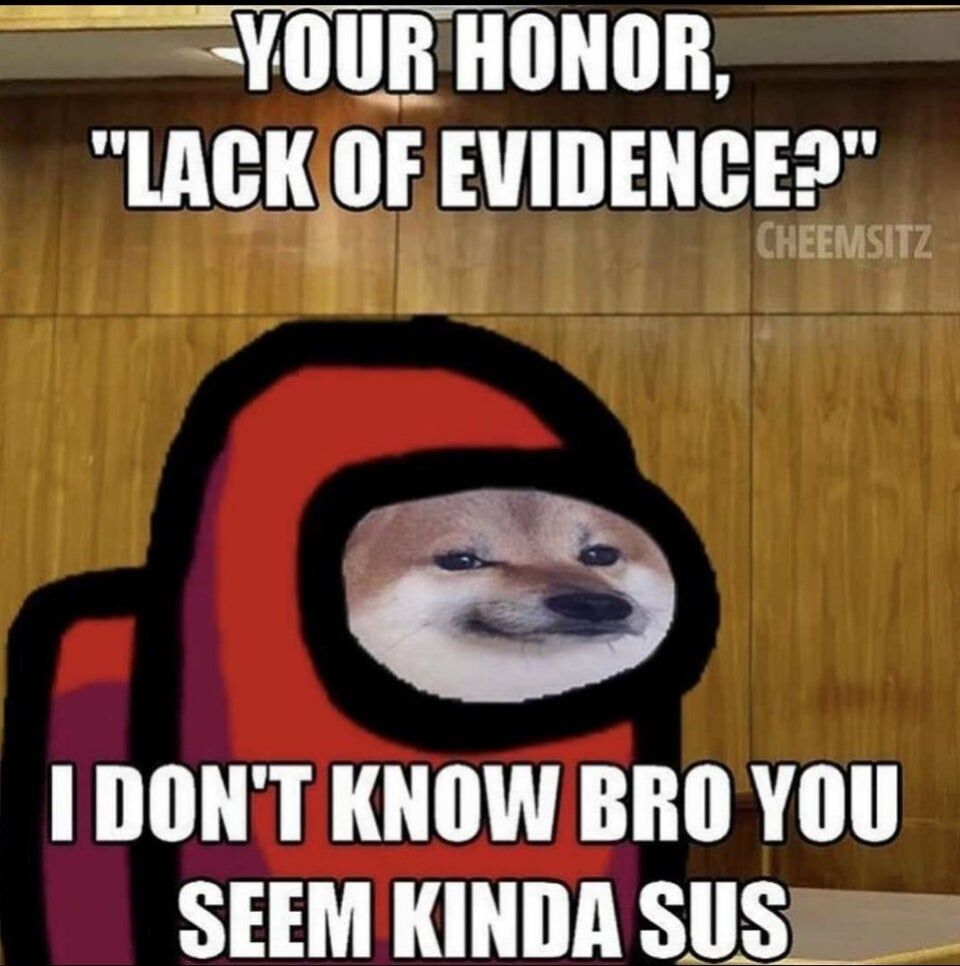 YOUR HONOR,
"LACK OF EVIDENCE?"
CHEEMSITZ
I DON'T KNOW BRO YOU
SEEM KINDA SUS